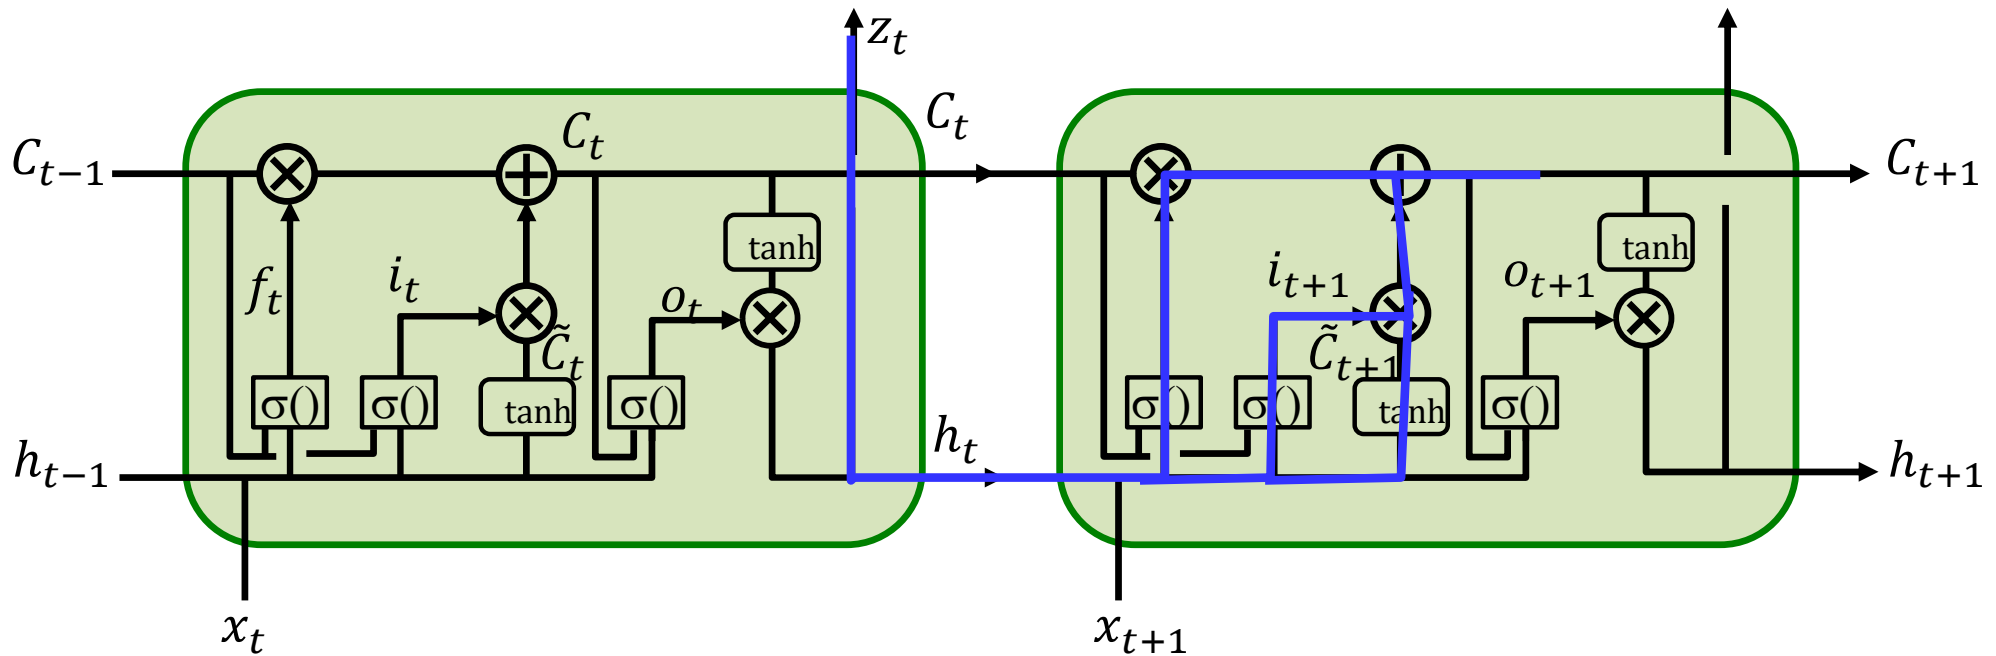 z_t
C_{t-1}
C_t
C_t
C_{t+1}
f_t
i_t
C̃_t
o_t
tanh
i_{t+1}
C̃_{t+1}
o_{t+1}
tanh
σ()
σ()
tanh
σ()
σ()
σ()
tanh
σ()
h_{t-1}
h_t
h_{t+1}
x_t
x_{t+1}